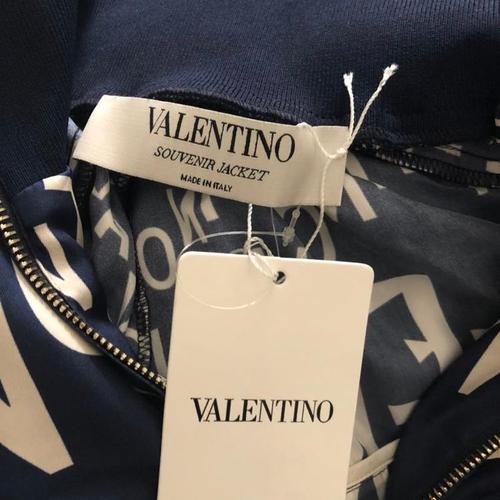 VALENTINO
SOUVENIR JACKET
MADE IN ITALY
VALENTINO